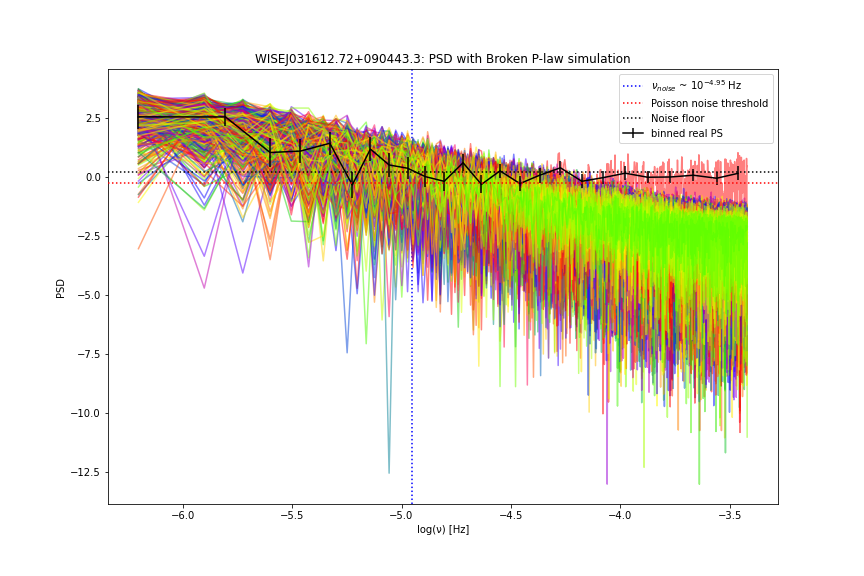 WISEJ031612.72+090443.3: PSD with Broken P-law simulation
ν_noise ~ 10^−4.95 Hz
Poisson noise threshold
Noise floor
binned real PS
2.5
0.0
−2.5
−5.0
−7.5
−10.0
−12.5
PSD
−6.0 −5.5 −5.0 −4.5 −4.0 −3.5
log(ν) [Hz]